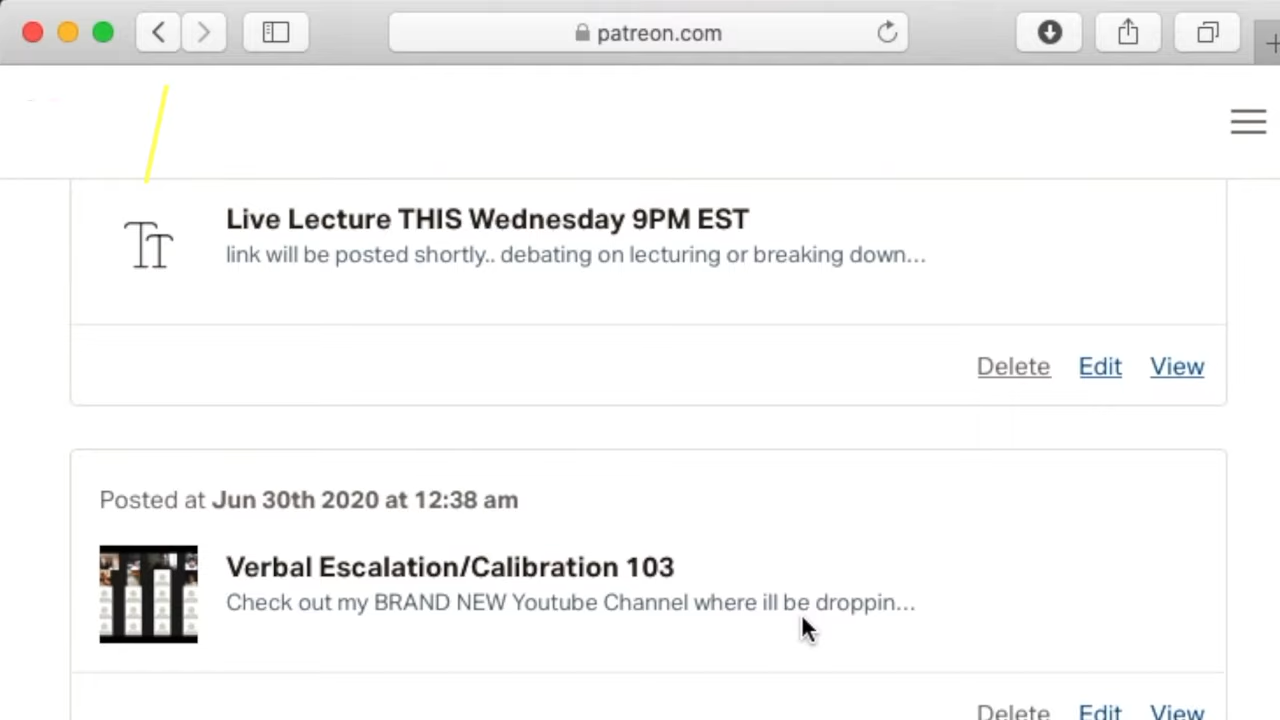 patreon.com
Live Lecture THIS Wednesday 9PM EST
link will be posted shortly.. debating on lecturing or breaking down...
Delete Edit View
Posted at Jun 30th 2020 at 12:38 am
Verbal Escalation/Calibration 103
Check out my BRAND NEW Youtube Channel where ill be droppin...
Delete Edit View